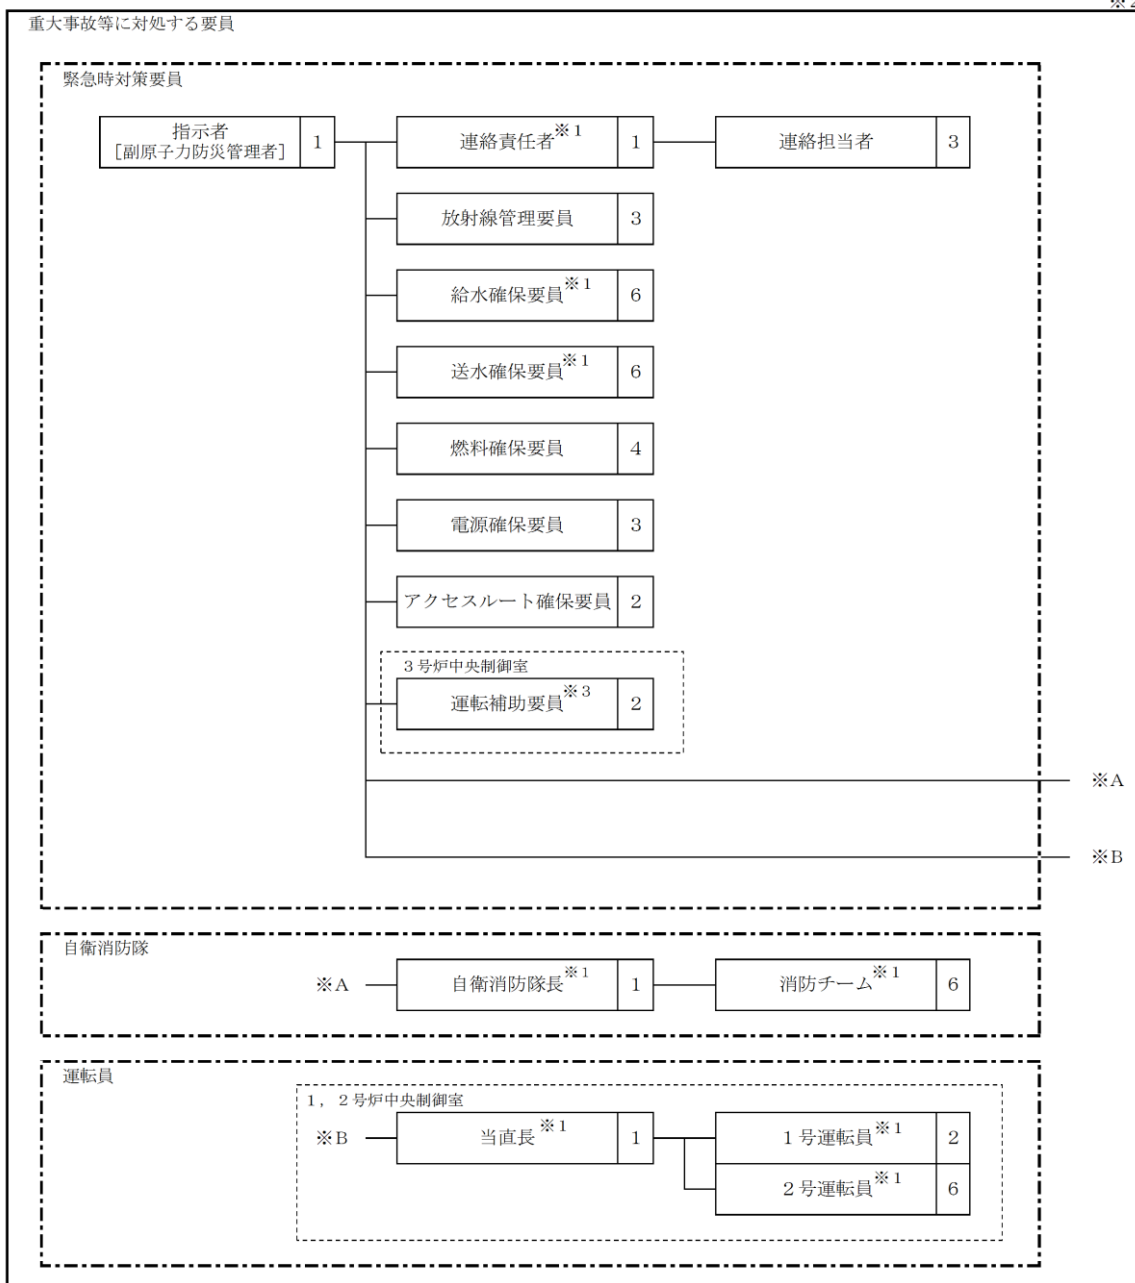 ※2
重大事故等に対処する要員
緊急時対策要員
指示者
[副原子力防災管理者]
1
連絡責任者※1
1
連絡担当者
3
放射線管理要員
3
給水確保要員※1
6
送水確保要員※1
6
燃料確保要員
4
電源確保要員
3
アクセスルート確保要員
2
3号炉中央制御室
運転補助要員※3
2
※A
※B
自衛消防隊
※A
自衛消防隊長※1
1
消防チーム※1
6
運転員
1,2号炉中央制御室
※B
当直長※1
1
1号運転員※1
2
2号運転員※1
6